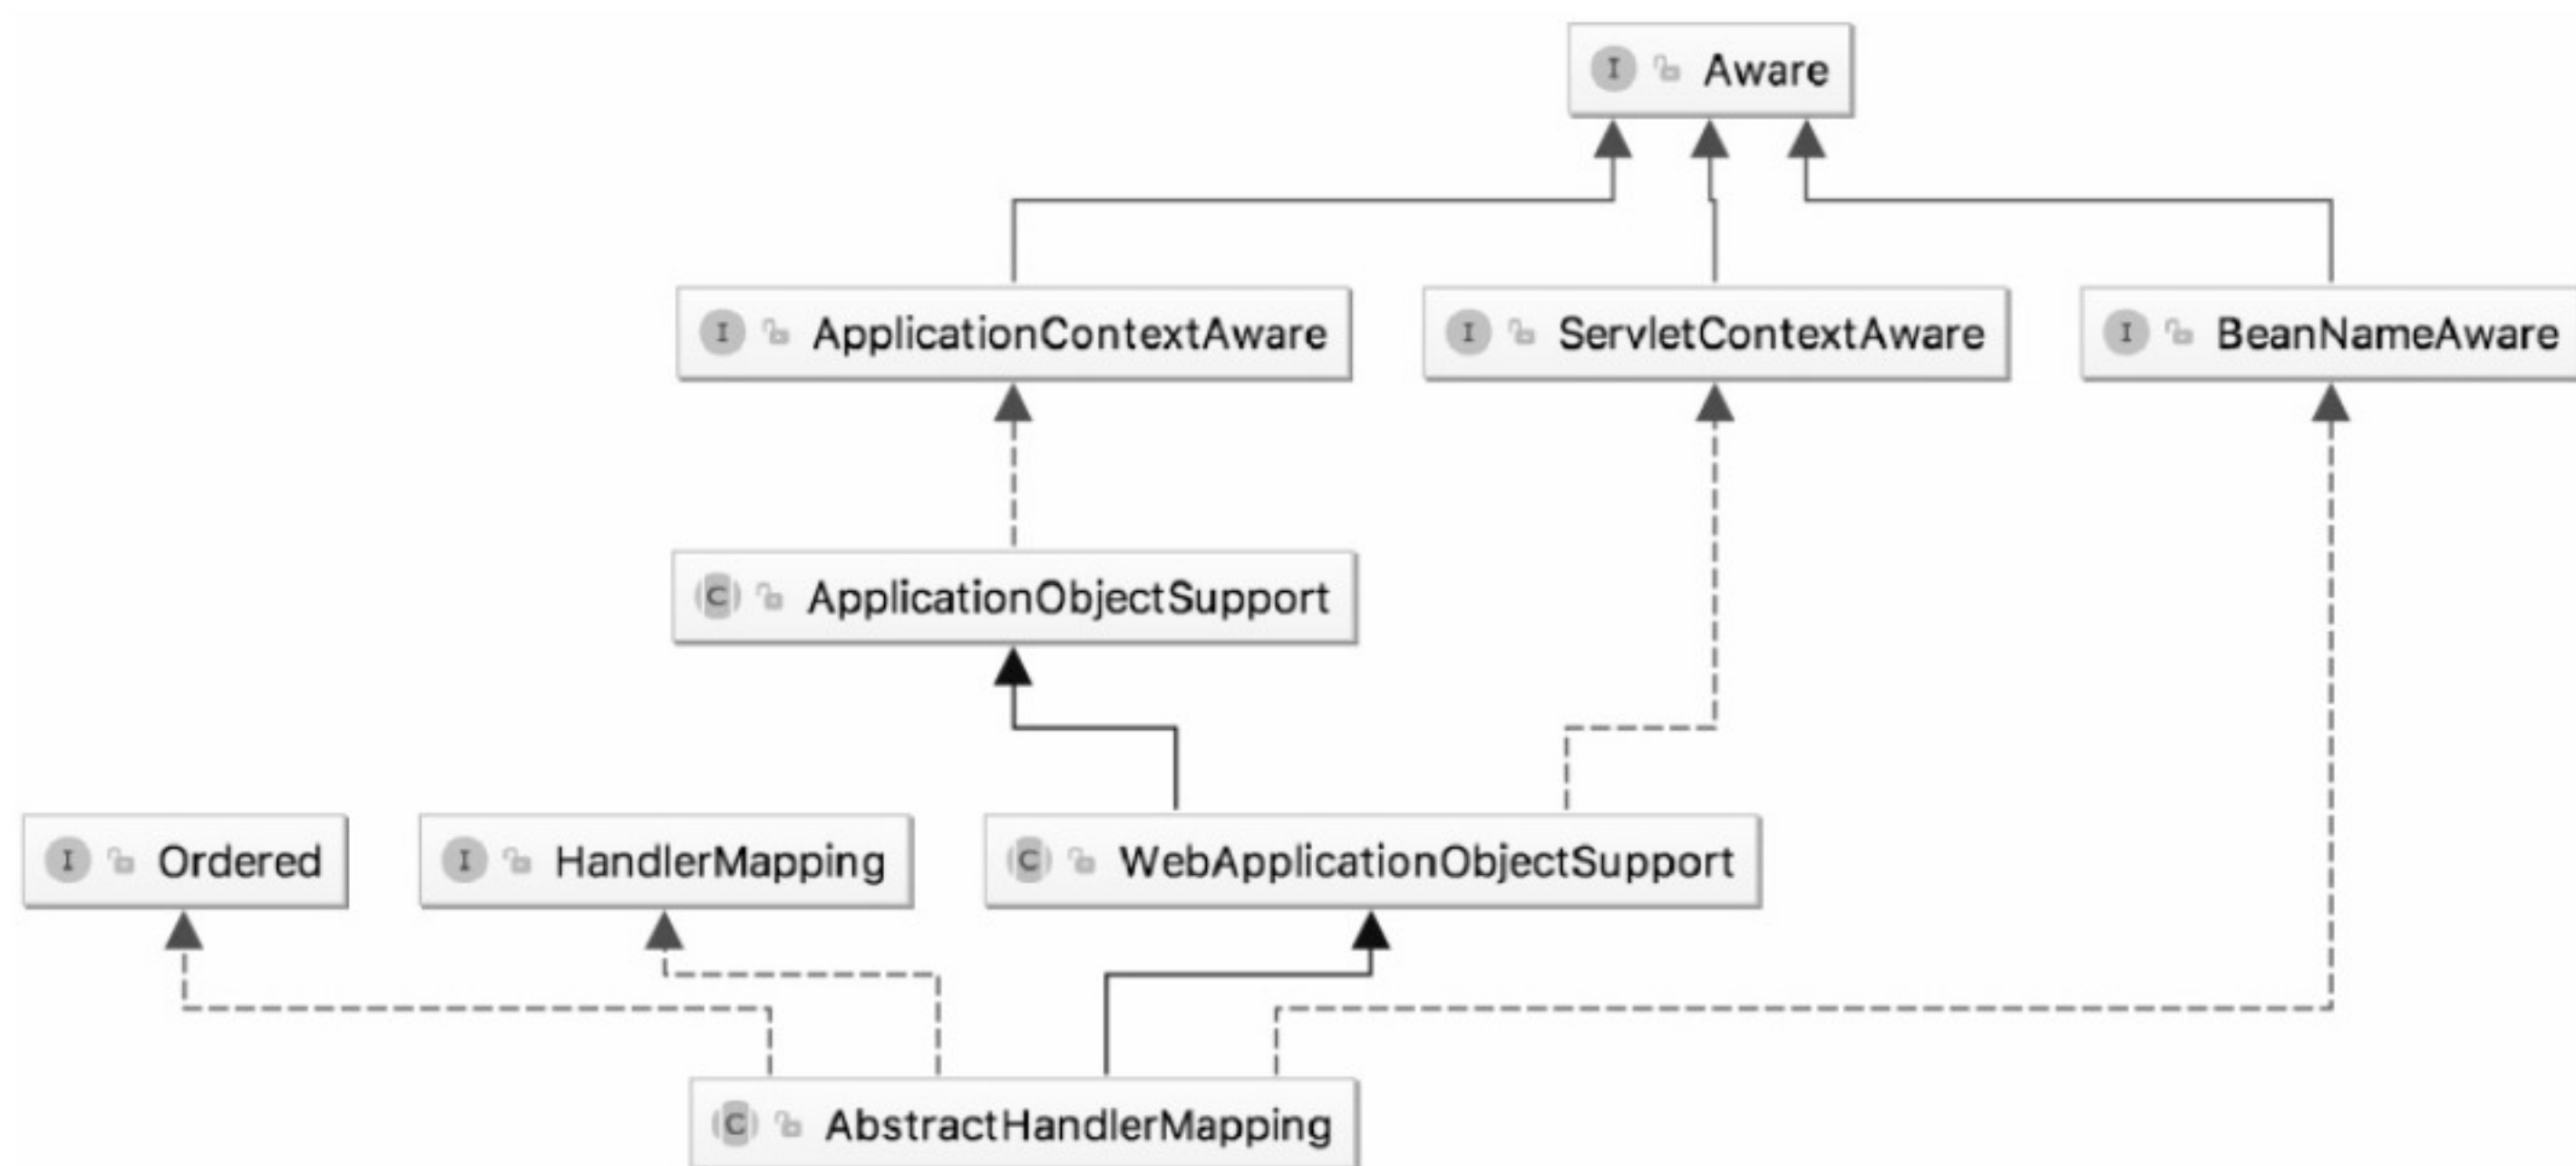 I Aware
I ApplicationContextAware
I ServletContextAware
I BeanNameAware
C ApplicationObjectSupport
I Ordered
I HandlerMapping
C WebApplicationObjectSupport
C AbstractHandlerMapping